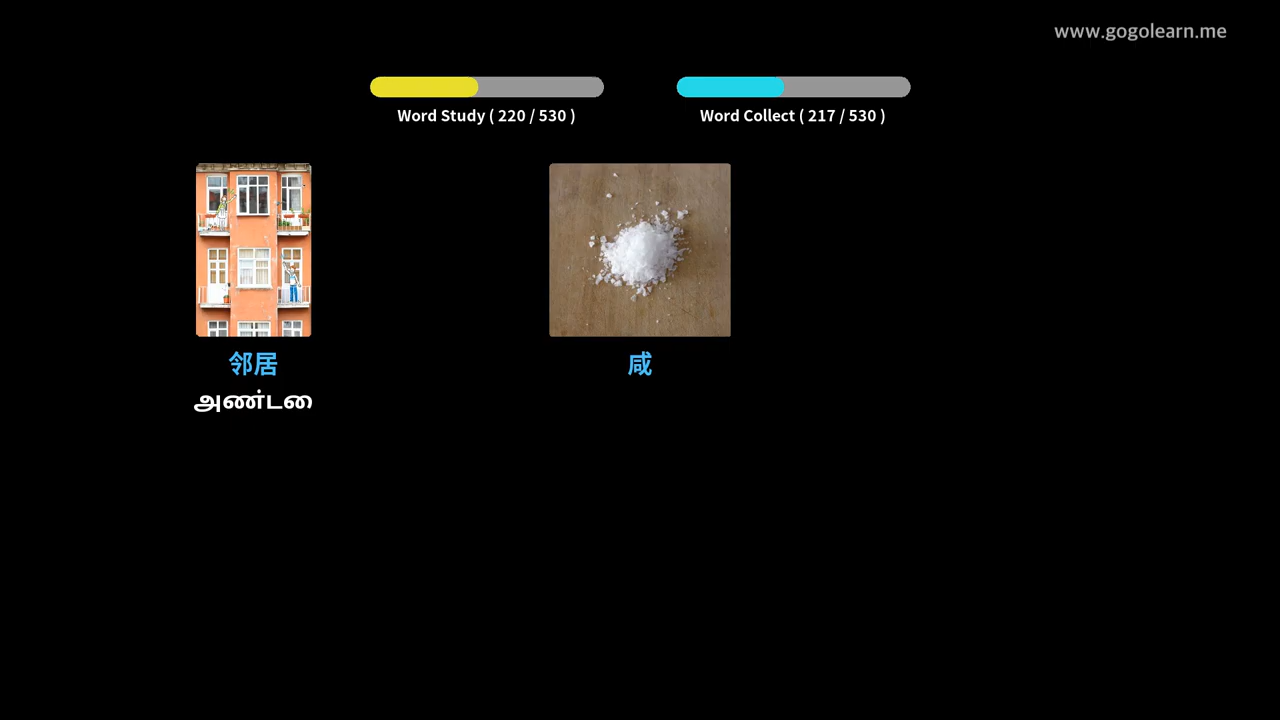 www.gogolearn.me
Word Study ( 220 / 530 )
Word Collect ( 217 / 530 )
邻居
அண்டை
咸